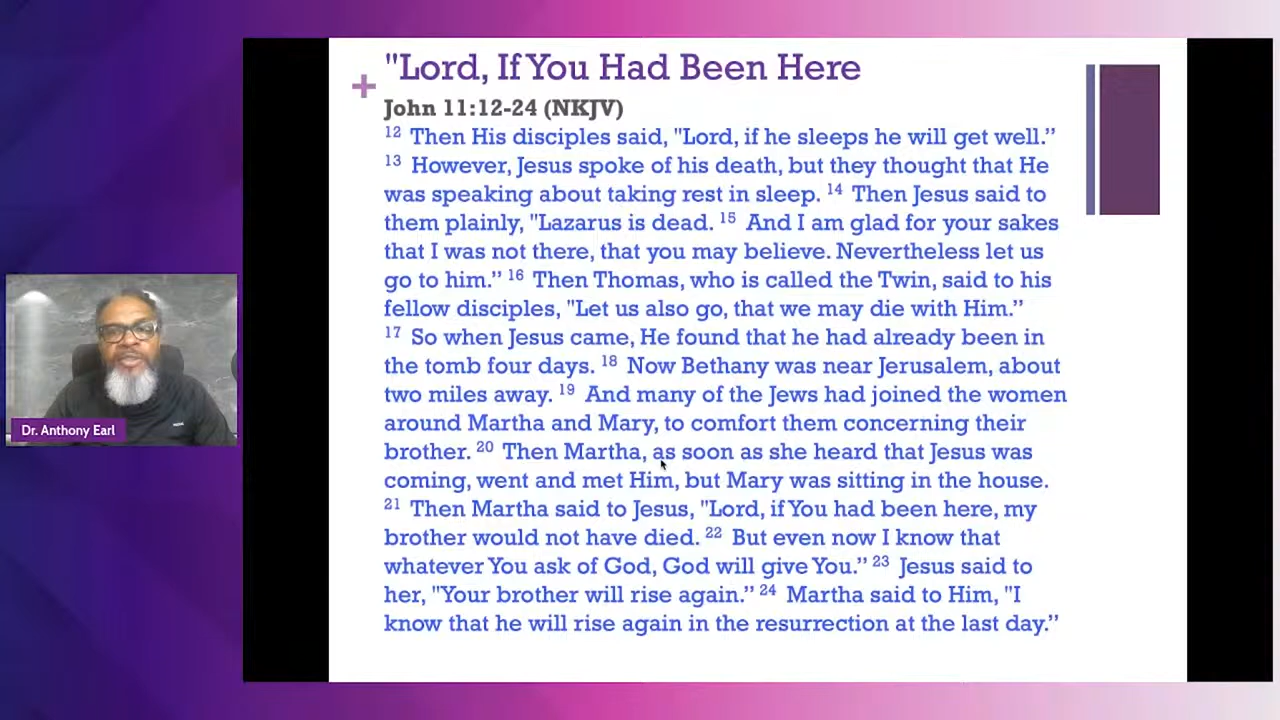 "Lord, If You Had Been Here
+
John 11:12-24 (NKJV)
12 Then His disciples said, "Lord, if he sleeps he will get well.”
13 However, Jesus spoke of his death, but they thought that He
was speaking about taking rest in sleep. 14 Then Jesus said to
them plainly, "Lazarus is dead. 15 And I am glad for your sakes
that I was not there, that you may believe. Nevertheless let us
go to him.” 16 Then Thomas, who is called the Twin, said to his
fellow disciples, "Let us also go, that we may die with Him.”
17 So when Jesus came, He found that he had already been in
the tomb four days. 18 Now Bethany was near Jerusalem, about
two miles away. 19 And many of the Jews had joined the women
around Martha and Mary, to comfort them concerning their
brother. 20 Then Martha, as soon as she heard that Jesus was
coming, went and met Him, but Mary was sitting in the house.
21 Then Martha said to Jesus, "Lord, if You had been here, my
brother would not have died. 22 But even now I know that
whatever You ask of God, God will give You.” 23 Jesus said to
her, "Your brother will rise again.” 24 Martha said to Him, "I
know that he will rise again in the resurrection at the last day.”
Dr. Anthony Earl